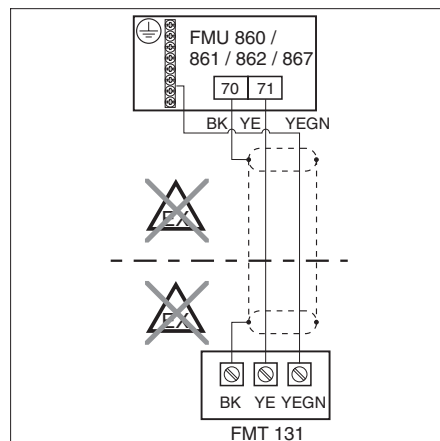 FMU 860 /
861 / 862 / 867
70 71
BK YE YEGN
EX
EX
BK YE YEGN
FMT 131